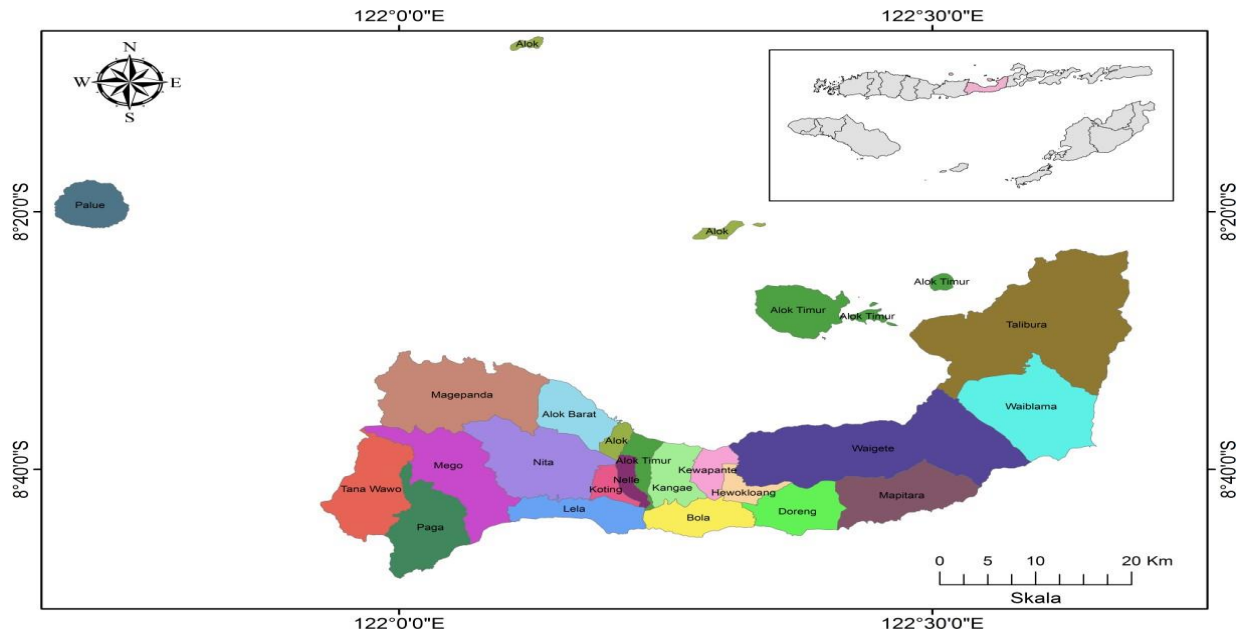 122°0'0"E
122°30'0"E
Alok
N
W
E
S
Palue
8°20'0"S
8°20'0"S
Alok
Alok Timur
Alok Timur
Alok Timur
Talibura
Magepanda
Waiblama
Alok Barat
Alok
Waigete
Alok Timur
Mego
Nita
Kewapante
8°40'0"S
8°40'0"S
Nelle
Kangae
Tana Wawo
Koting
Hewokloang
Mapitara
Lela
Doreng
Bola
Paga
0 5 10 20 Km
Skala
122°0'0"E
122°30'0"E